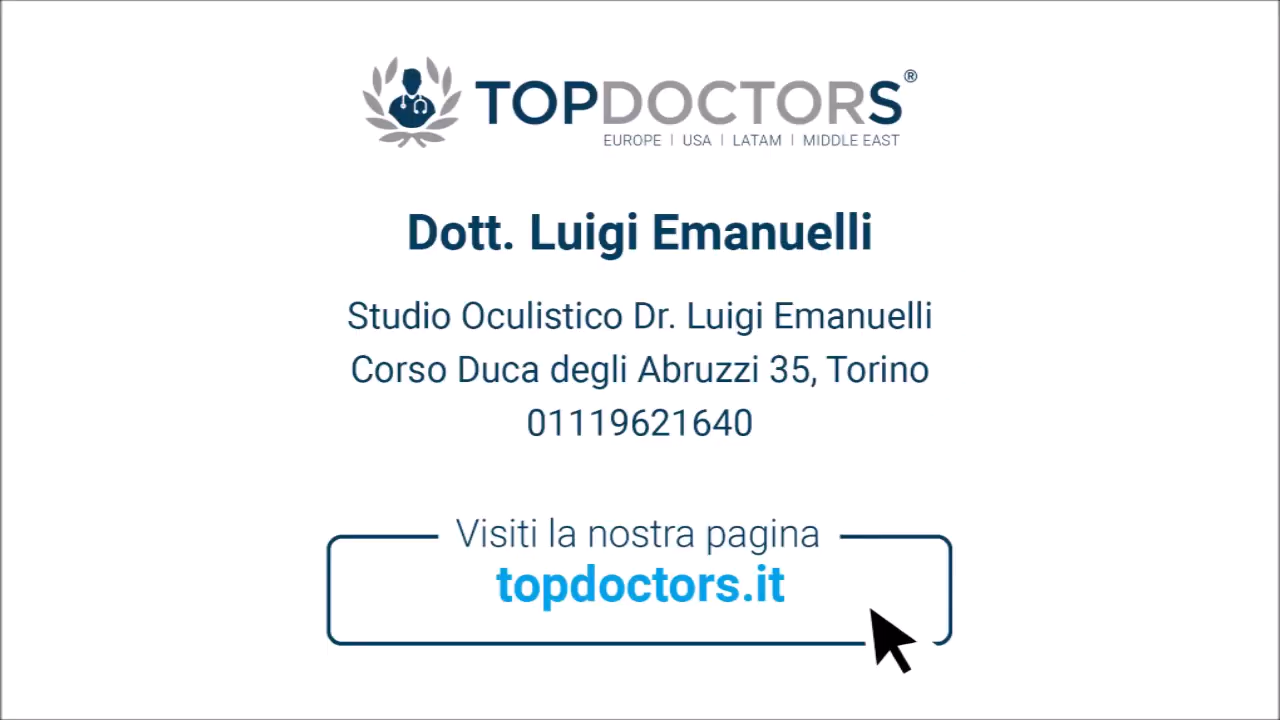 TOPDOCTORS®
EUROPE | USA | LATAM | MIDDLE EAST
Dott. Luigi Emanuelli
Studio Oculistico Dr. Luigi Emanuelli
Corso Duca degli Abruzzi 35, Torino
01119621640
Visiti la nostra pagina
topdoctors.it